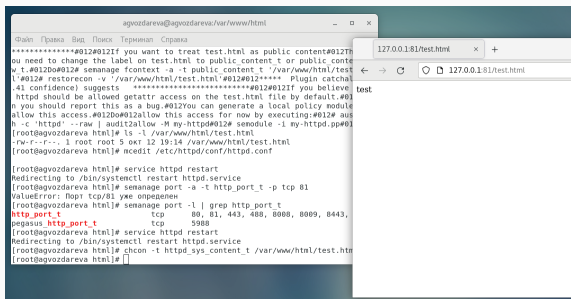 agvozdareva@agvozdareva:/var/www/html
Файл Правка Вид Поиск Терминал Справка
**************#012#012If you want to treat test.html as public content#012Th
ou need to change the label on test.html to public_content_t or public_conte
w_t.#012Do#012# semanage fcontext -a -t public_content_t '/var/www/html/test
l'#012# restorecon -v '/var/www/html/test.html'#012#012***** Plugin catchal
.41 confidence) suggests **************************#012#012If you believe
httpd should be allowed getattr access on the test.html file by default.#01
n you should report this as a bug.#012You can generate a local policy module
allow this access.#012Do#012allow this access for now by executing:#012# aus
h -c 'httpd' --raw | audit2allow -M my-httpd#012# semodule -i my-httpd.pp#01
[root@agvozdareva html]# ls -l /var/www/html/test.html
-rw-r--r--. 1 root root 5 окт 12 19:14 /var/www/html/test.html
[root@agvozdareva html]# mcedit /etc/httpd/conf/httpd.conf
[root@agvozdareva html]# service httpd restart
Redirecting to /bin/systemctl restart httpd.service
[root@agvozdareva html]# semanage port -a -t http_port_t -p tcp 81
ValueError: Порт tcp/81 уже определен
[root@agvozdareva html]# semanage port -l | grep http_port_t
http_port_t tcp 80, 81, 443, 488, 8008, 8009, 8443,
pegasus_http_port_t tcp 5988
[root@agvozdareva html]# service httpd restart
Redirecting to /bin/systemctl restart httpd.service
[root@agvozdareva html]# chcon -t httpd_sys_content_t /var/www/html/test.htm
[root@agvozdareva html]#
127.0.0.1:81/test.html
127.0.0.1:81/test.html
test